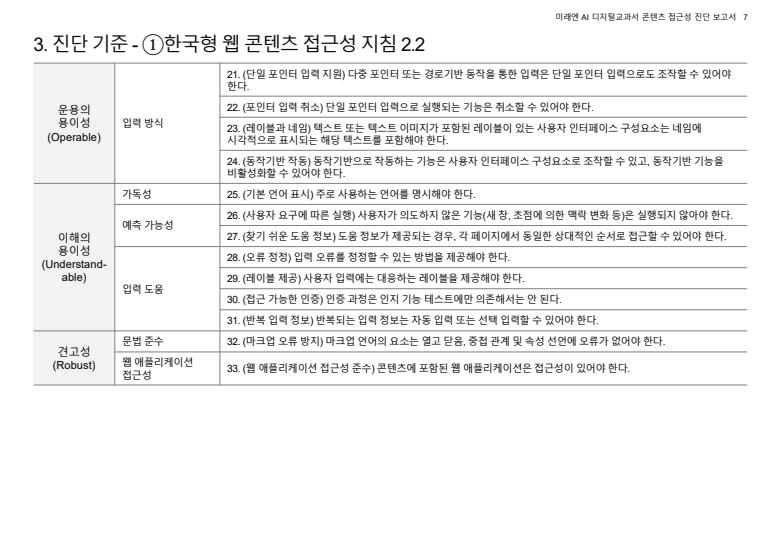 미래엔 AI 디지털교과서 콘텐츠 접근성 진단 보고서 7
3. 진단 기준 - ①한국형 웹 콘텐츠 접근성 지침 2.2
운용의
용이성
(Operable)
입력 방식
21. (단일 포인터 입력 지원) 다중 포인터 또는 경로기반 동작을 통한 입력은 단일 포인터 입력으로도 조작할 수 있어야
한다.
22. (포인터 입력 취소) 단일 포인터 입력으로 실행되는 기능은 취소할 수 있어야 한다.
23. (레이블과 네임) 텍스트 또는 텍스트 이미지가 포함된 레이블이 있는 사용자 인터페이스 구성요소는 네임에
시각적으로 표시되는 해당 텍스트를 포함해야 한다.
24. (동작기반 작동) 동작기반으로 작동하는 기능은 사용자 인터페이스 구성요소로 조작할 수 있고, 동작기반 기능을
비활성화할 수 있어야 한다.
이해의
용이성
(Understand-
able)
가독성
25. (기본 언어 표시) 주로 사용하는 언어를 명시해야 한다.
예측 가능성
26. (사용자 요구에 따른 실행) 사용자가 의도하지 않은 기능(새 창, 초점에 의한 맥락 변화 등)은 실행되지 않아야 한다.
27. (찾기 쉬운 도움 정보) 도움 정보가 제공되는 경우, 각 페이지에서 동일한 상대적인 순서로 접근할 수 있어야 한다.
입력 도움
28. (오류 정정) 입력 오류를 정정할 수 있는 방법을 제공해야 한다.
29. (레이블 제공) 사용자 입력에는 대응하는 레이블을 제공해야 한다.
30. (접근 가능한 인증) 인증 과정은 인지 기능 테스트에만 의존해서는 안 된다.
31. (반복 입력 정보) 반복되는 입력 정보는 자동 입력 또는 선택 입력할 수 있어야 한다.
견고성
(Robust)
문법 준수
32. (마크업 오류 방지) 마크업 언어의 요소는 열고 닫음, 중첩 관계 및 속성 선언에 오류가 없어야 한다.
웹 애플리케이션
접근성
33. (웹 애플리케이션 접근성 준수) 콘텐츠에 포함된 웹 애플리케이션은 접근성이 있어야 한다.